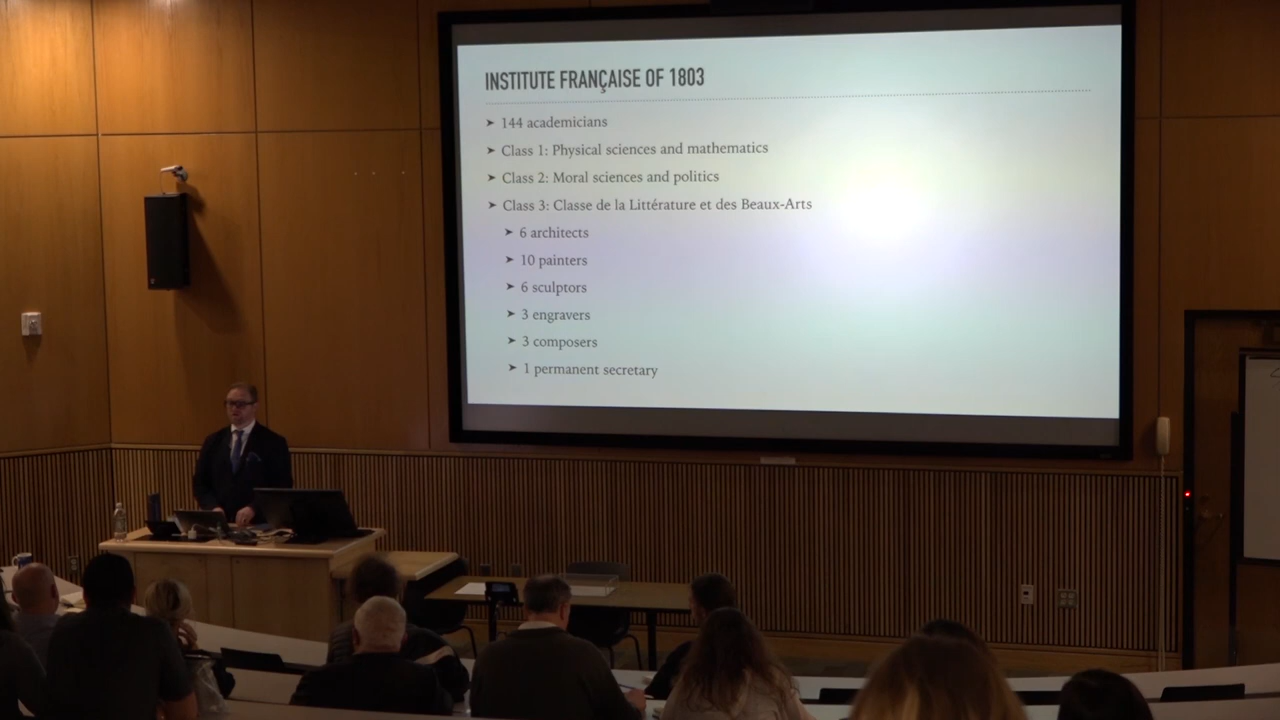 INSTITUTE FRANÇAISE OF 1803
➤ 144 academicians
➤ Class 1: Physical sciences and mathematics
➤ Class 2: Moral sciences and politics
➤ Class 3: Classe de la Littérature et des Beaux-Arts
➤ 6 architects
➤ 10 painters
➤ 6 sculptors
➤ 3 engravers
➤ 3 composers
➤ 1 permanent secretary